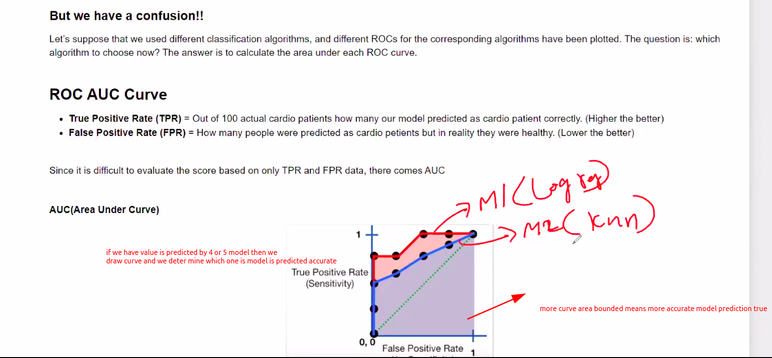 But we have a confusion!!
Let's suppose that we used different classification algorithms, and different ROCs for the corresponding algorithms have been plotted. The question is: which
algorithm to choose now? The answer is to calculate the area under each ROC curve.
ROC AUC Curve
• True Positive Rate (TPR) = Out of 100 actual cardio patients how many our model predicted as cardio patient correctly. (Higher the better)
• False Positive Rate (FPR) = How many people were predicted as cardio petients but in reality they were healthy. (Lower the better)
Since it is difficult to evaluate the score based on only TPR and FPR data, there comes AUC
M1(Log reg)
AUC(Area Under Curve)
M2(Knn)
1
if we have value is predicted by 4 or 5 model then we
draw curve and we deter mine which one is model is predicted accurate
True Positive Rate
(Sensitivity)
more curve area bounded means more accurate model prediction true
0, 0
False Positive Rate
1